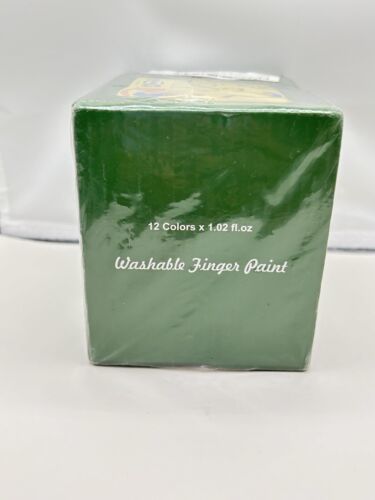 12 Colors x 1.02 fl.oz
Washable Finger Paint